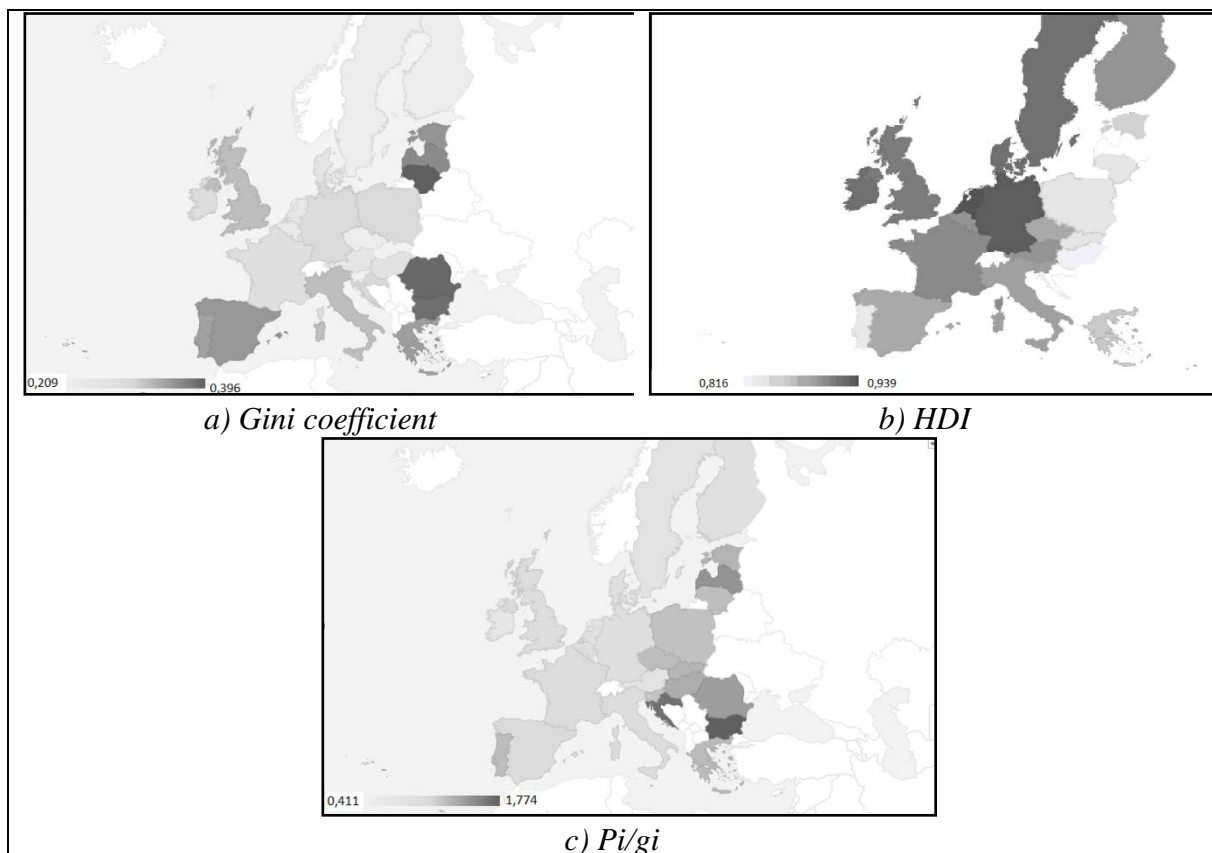 0,209
0,396
a) Gini coefficient
0,816
0,939
b) HDI
0,411
1,774
c) Pi/gi